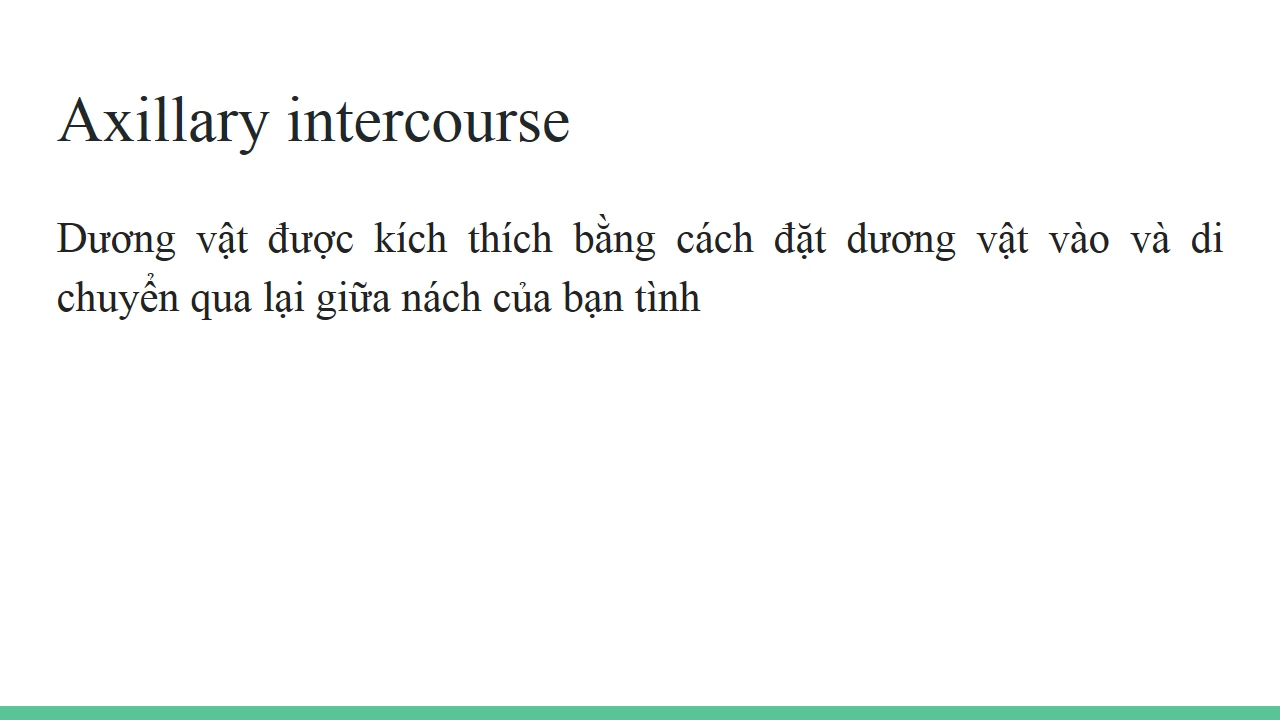 Axillary intercourse
Dương vật được kích thích bằng cách đặt dương vật vào và di
chuyển qua lại giữa nách của bạn tình